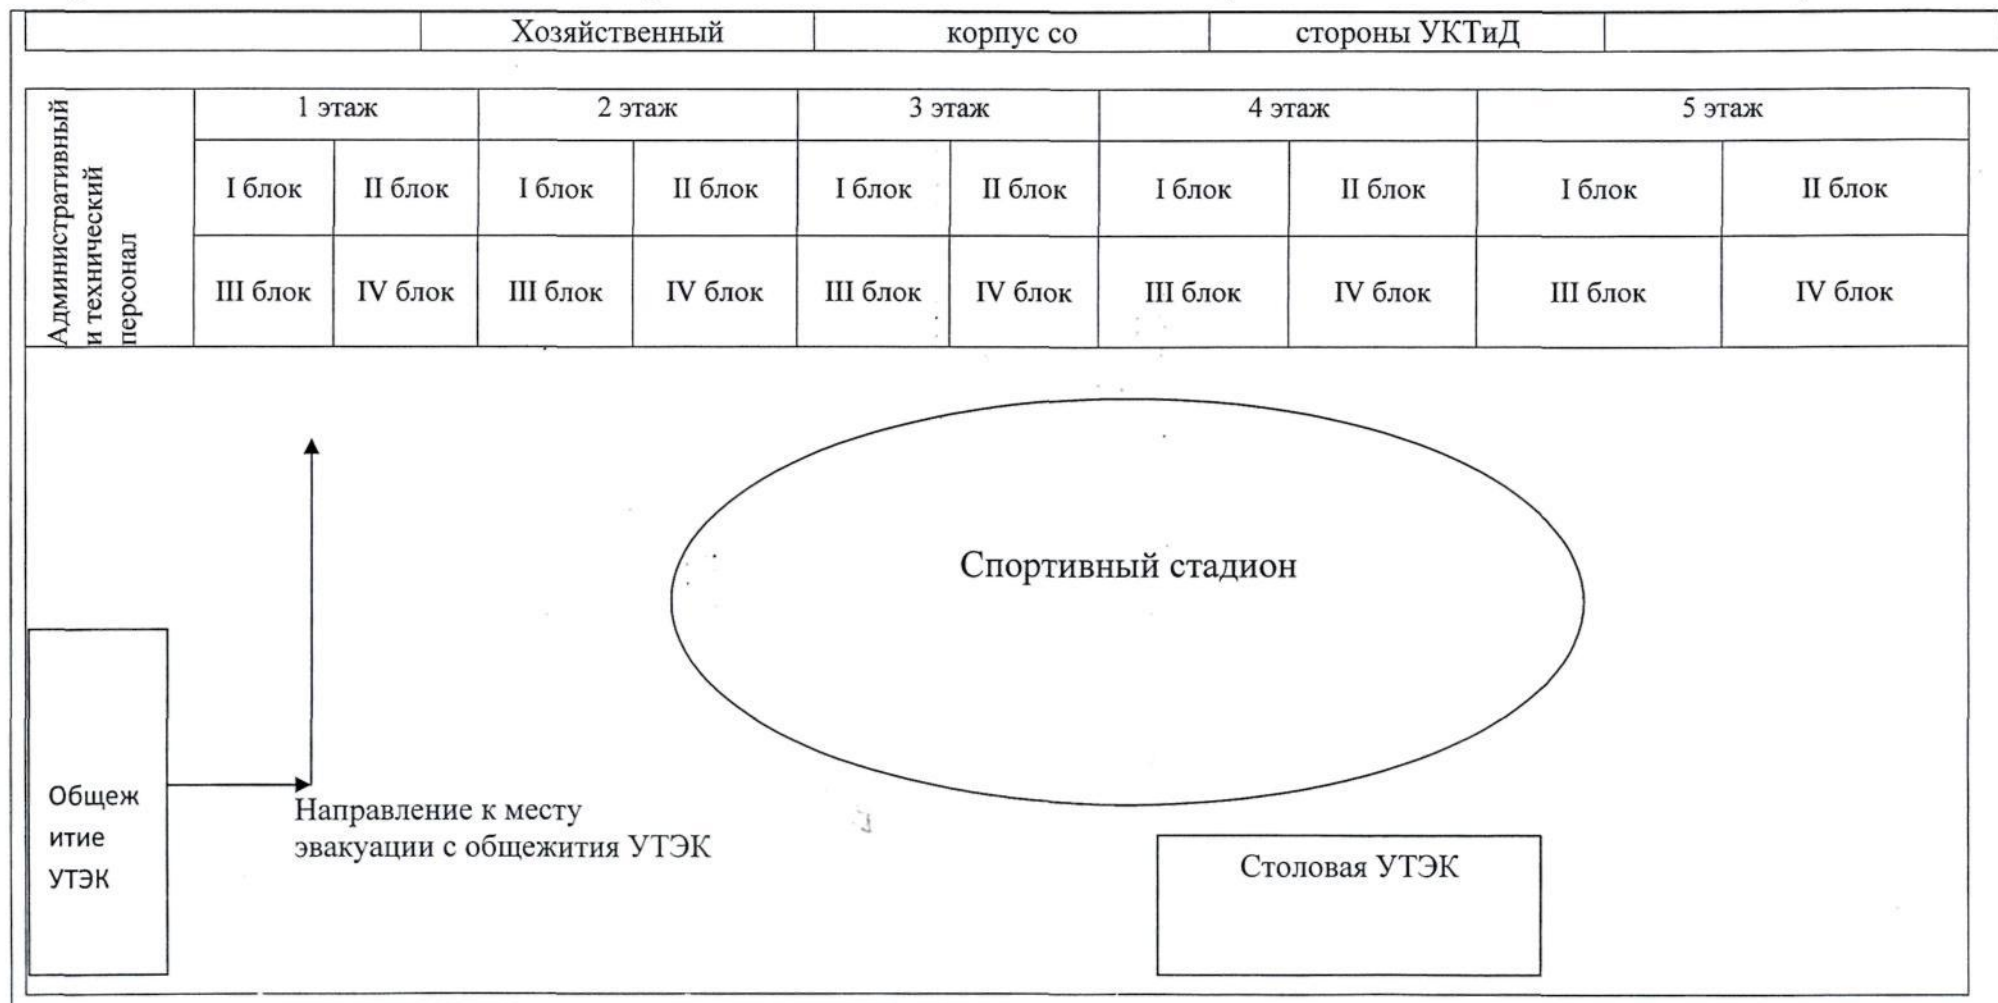 Хозяйственный корпус со стороны УКТиД
Административный
и технический
персонал
1 этаж 2 этаж 3 этаж 4 этаж 5 этаж
I блок II блок I блок II блок I блок II блок I блок II блок I блок II блок
III блок IV блок III блок IV блок III блок IV блок III блок IV блок III блок IV блок
Спортивный стадион
Общеж
итие
УТЭК
Направление к месту
эвакуации с общежития УТЭК
Столовая УТЭК